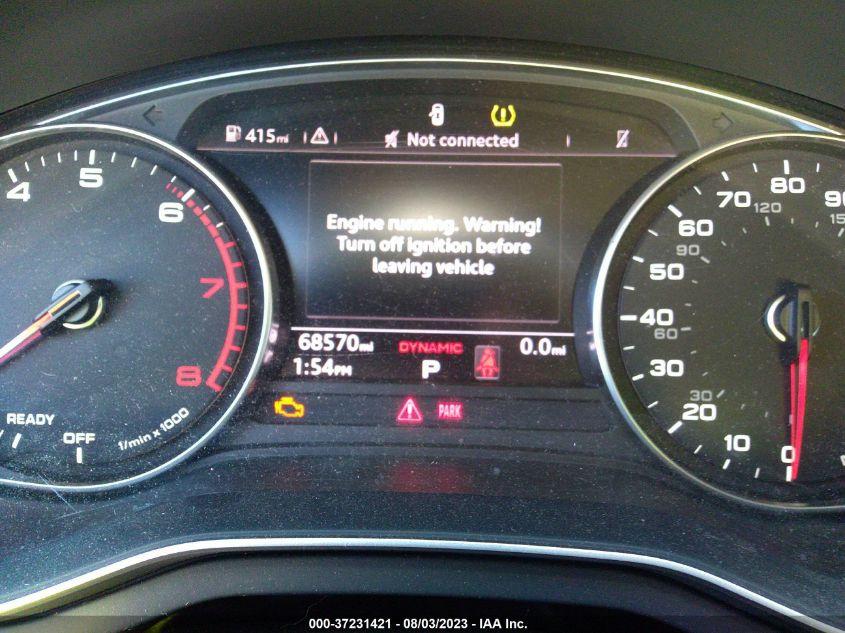 415mi
Not connected
Engine running. Warning!
Turn off ignition before
leaving vehicle
68570mi DYNAMIC 0.0mi
1:54PM P
PARK
4 5 6 7 8
READY
OFF
1/min x 1000
0 10 20 30 40 50 60 70 80 90
30 60 90 120
000-37231421 - 08/03/2023 - IAA Inc.